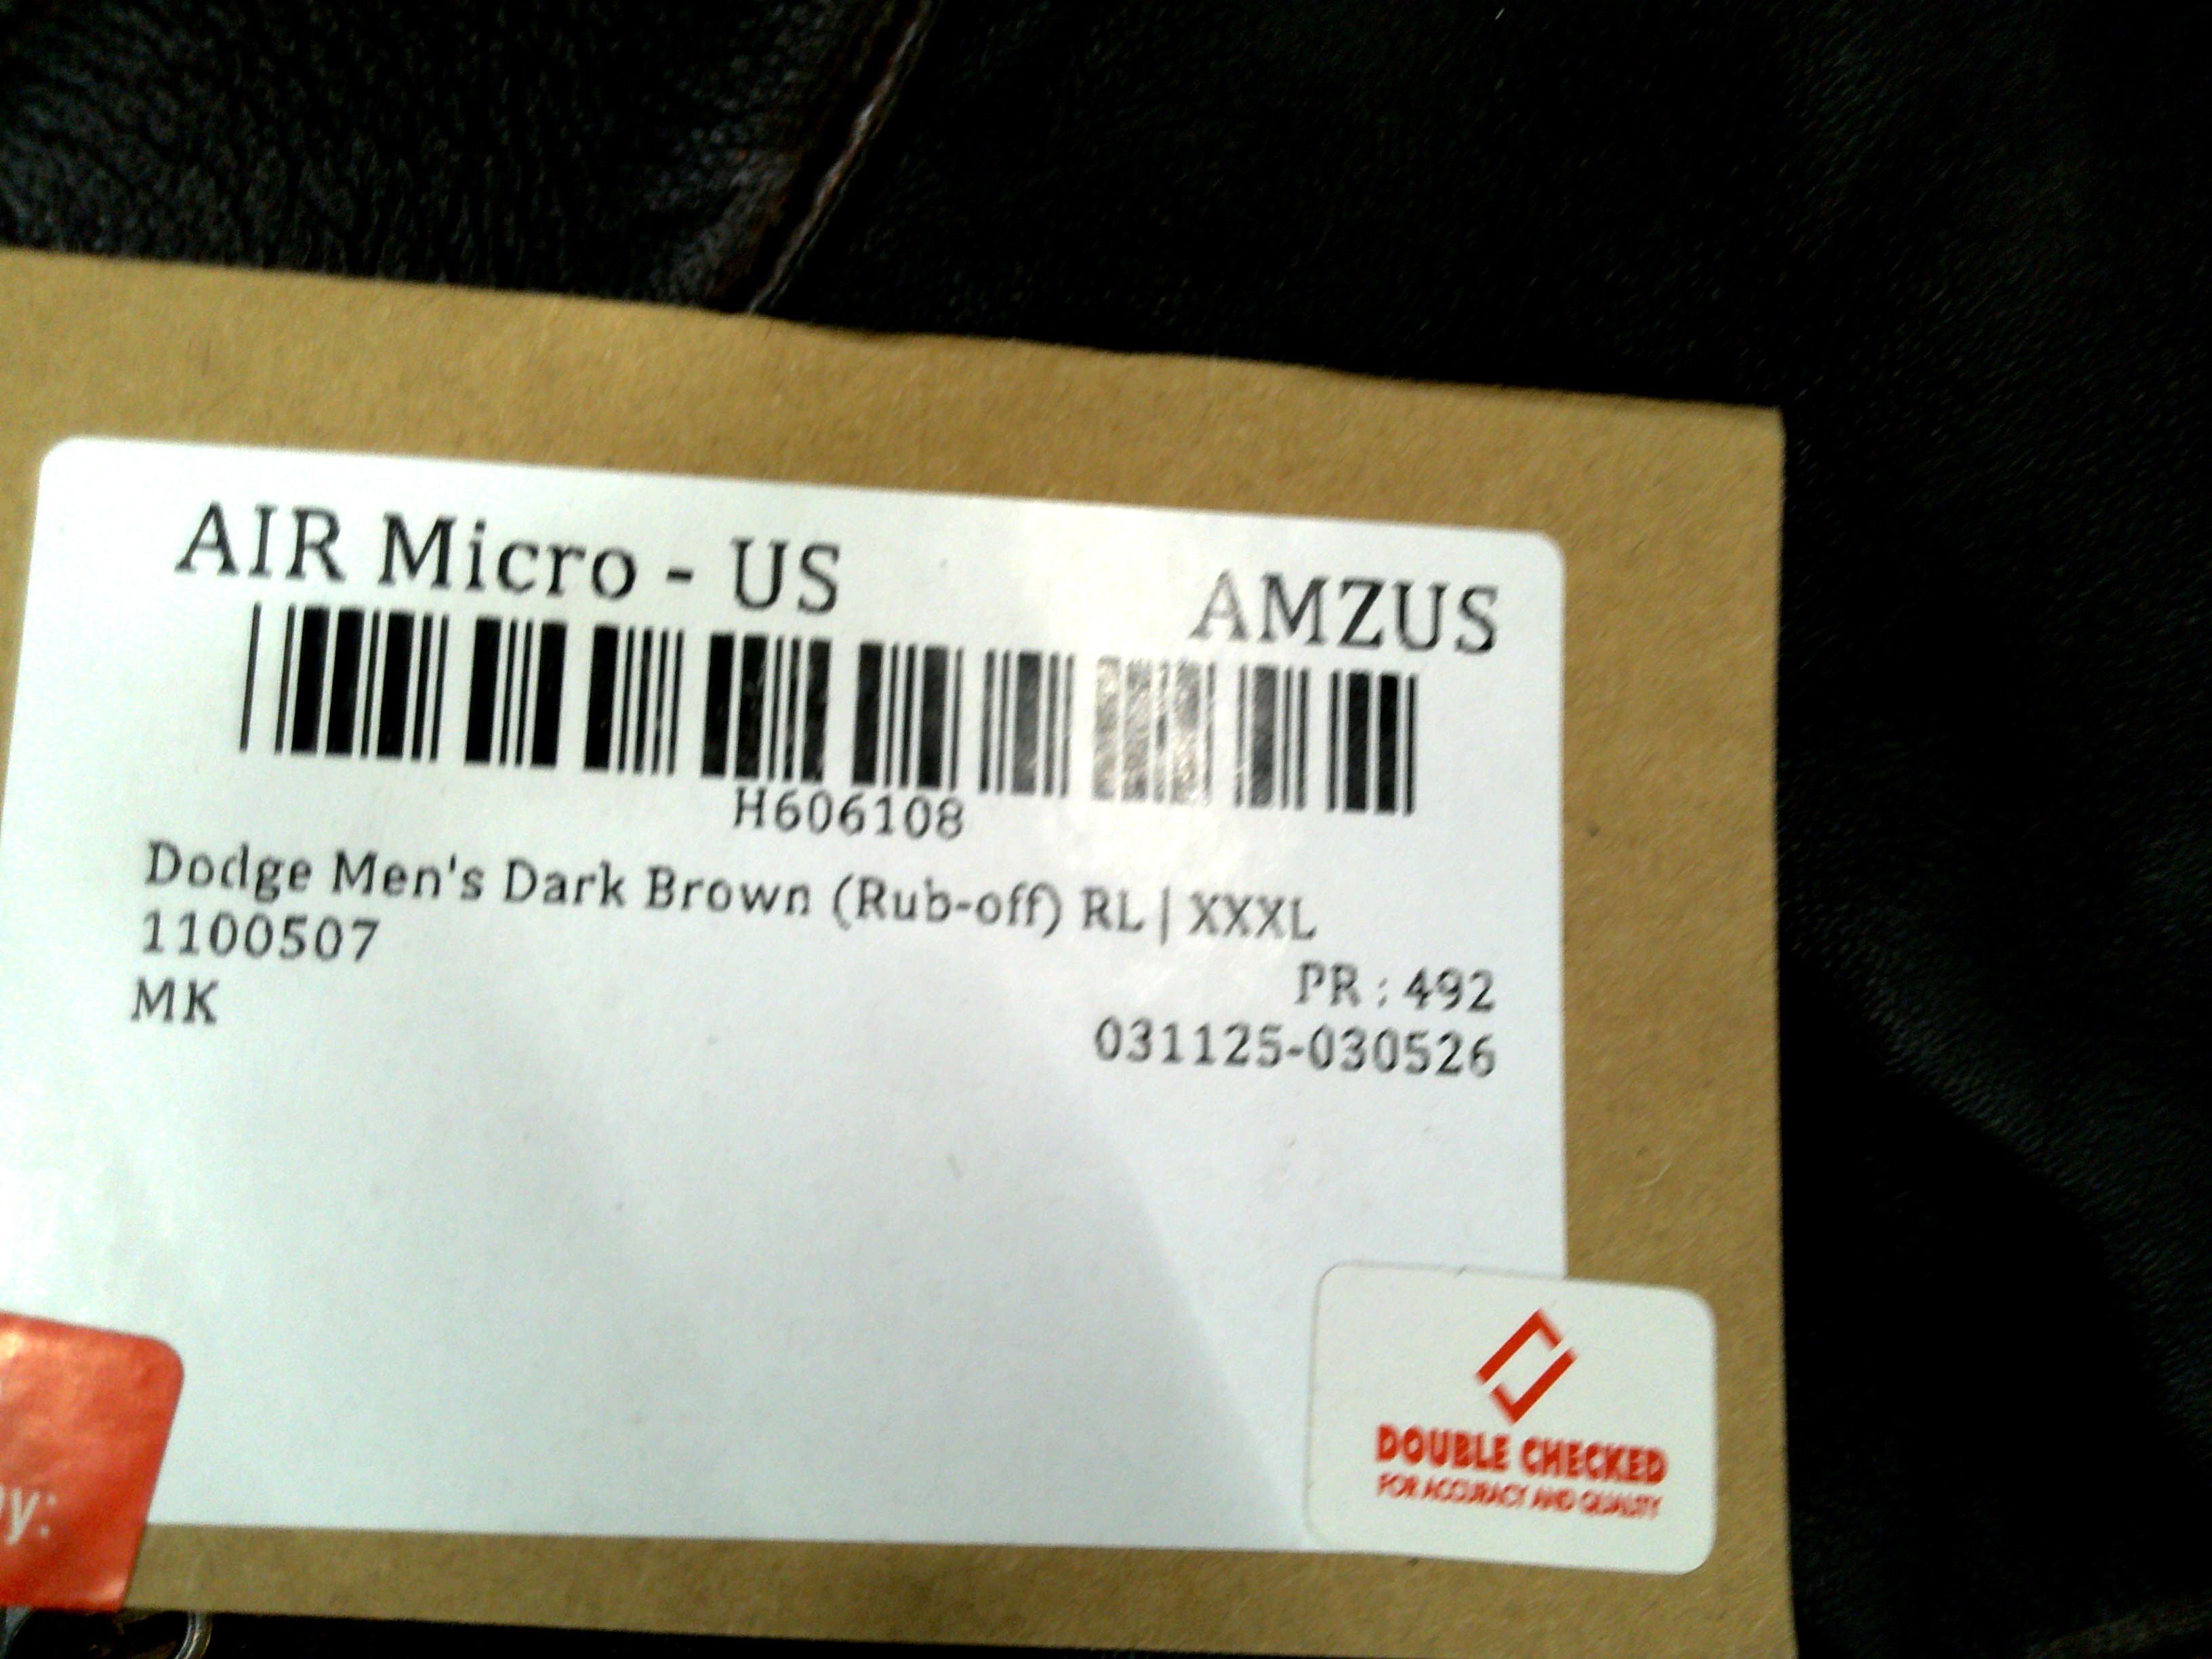 AIR Micro - US
AMZUS
H606108
Dodge Men's Dark Brown (Rub-off) RL | XXXL
1100507
PR : 492
MK
031125-030526
DOUBLE CHECKED
FOR ACCURACY AND QUALITY